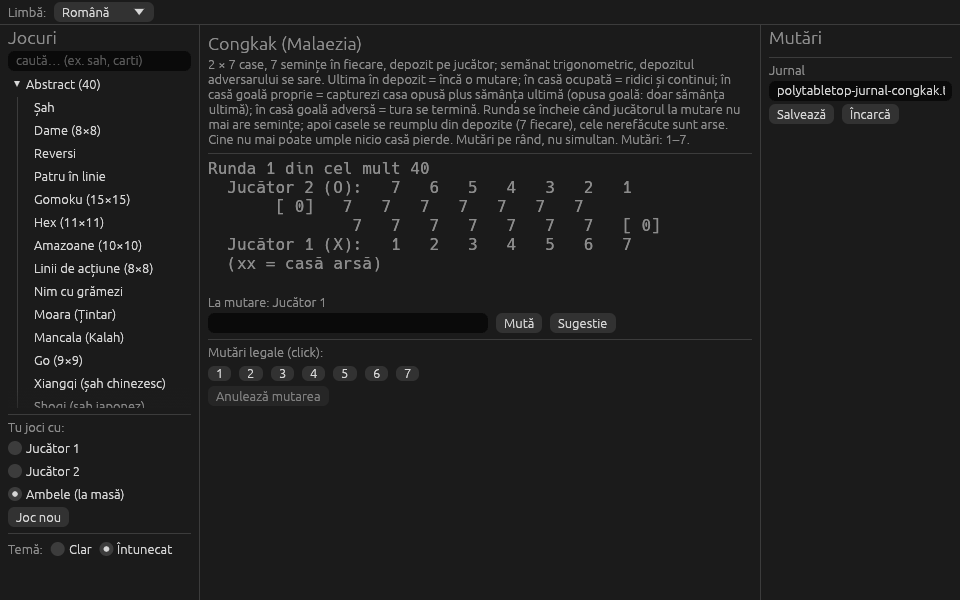 Limbă: Română
Jocuri
caută... (ex. sah, carti)
Abstract (40)
Șah
Dame (8×8)
Reversi
Patru în linie
Gomoku (15×15)
Hex (11×11)
Amazoane (10×10)
Linii de acțiune (8×8)
Nim cu grămezi
Moara (Țintar)
Mancala (Kalah)
Go (9×9)
Xiangqi (șah chinezesc)
Shogi (șah japonez)
Tu joci cu:
Jucător 1
Jucător 2
Ambele (la masă)
Joc nou
Temă: Clar Întunecat
Congkak (Malaezia)
2 × 7 case, 7 semințe în fiecare, depozit pe jucător; semănat trigonometric, depozitul
adversarului se sare. Ultima în depozit = încă o mutare; în casă ocupată = ridici și continui; în
casă goală proprie = capturezi casa opusă plus sămânța ultimă (opusa goală: doar sămânța
ultimă); în casă goală adversă = tura se termină. Runda se încheie când jucătorul la mutare nu
mai are semințe; apoi casele se reumplu din depozite (7 fiecare), cele nerefăcute sunt arse.
Cine nu mai poate umple nicio casă pierde. Mutări pe rând, nu simultan. Mutări: 1–7.
Runda 1 din cel mult 40
Jucător 2 (O): 7 6 5 4 3 2 1
[ 0] 7 7 7 7 7 7 7
7 7 7 7 7 7 7 [ 0]
Jucător 1 (X): 1 2 3 4 5 6 7
(xx = casă arsă)
La mutare: Jucător 1
Mută Sugestie
Mutări legale (click):
1 2 3 4 5 6 7
Anulează mutarea
Mutări
Jurnal
polytabletop-jurnal-congkak.t
Salvează Încarcă